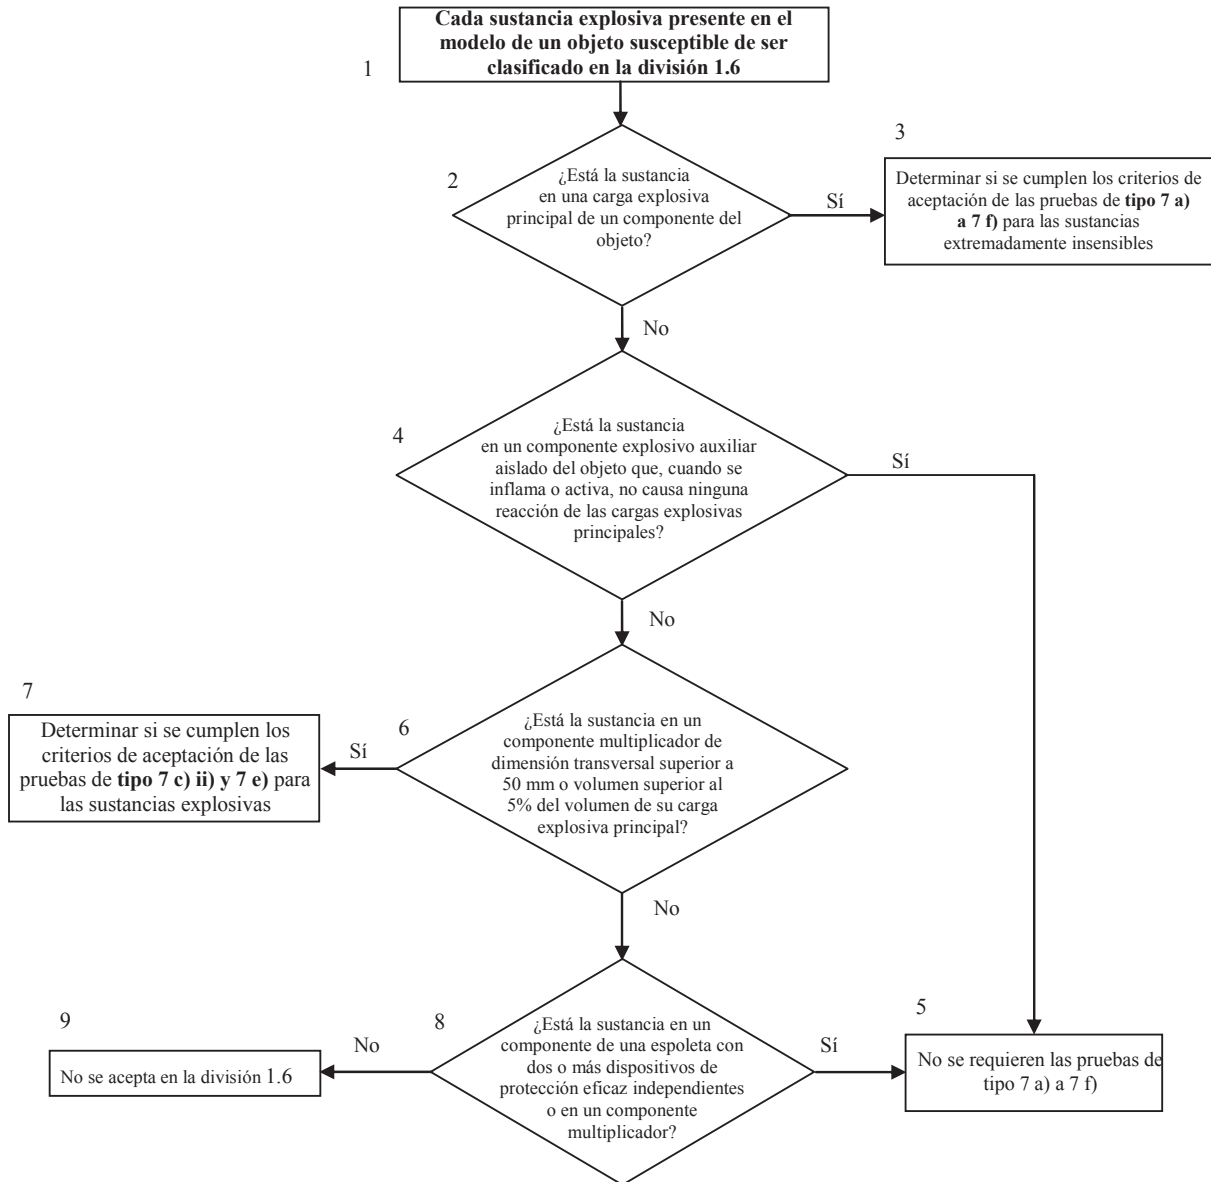 Cada sustancia explosiva presente en el
modelo de un objeto susceptible de ser
clasificado en la división 1.6
1
2
¿Está la sustancia
en una carga explosiva
principal de un componente del
objeto?
Sí
3
Determinar si se cumplen los criterios de
aceptación de las pruebas de tipo 7 a)
a 7 f) para las sustancias
extremadamente insensibles
No
4
¿Está la sustancia
en un componente explosivo auxiliar
aislado del objeto que, cuando se
inflama o activa, no causa ninguna
reacción de las cargas explosivas
principales?
Sí
No
6
¿Está la sustancia en un
componente multiplicador de
dimensión transversal superior a
50 mm o volumen superior al
5% del volumen de su carga
explosiva principal?
Sí
7
Determinar si se cumplen los
criterios de aceptación de las
pruebas de tipo 7 c) ii) y 7 e) para
las sustancias explosivas
No
8
¿Está la sustancia en un
componente de una espoleta con
dos o más dispositivos de
protección eficaz independientes
o en un componente
multiplicador?
No
9
No se acepta en la división 1.6
Sí
5
No se requieren las pruebas de
tipo 7 a) a 7 f)